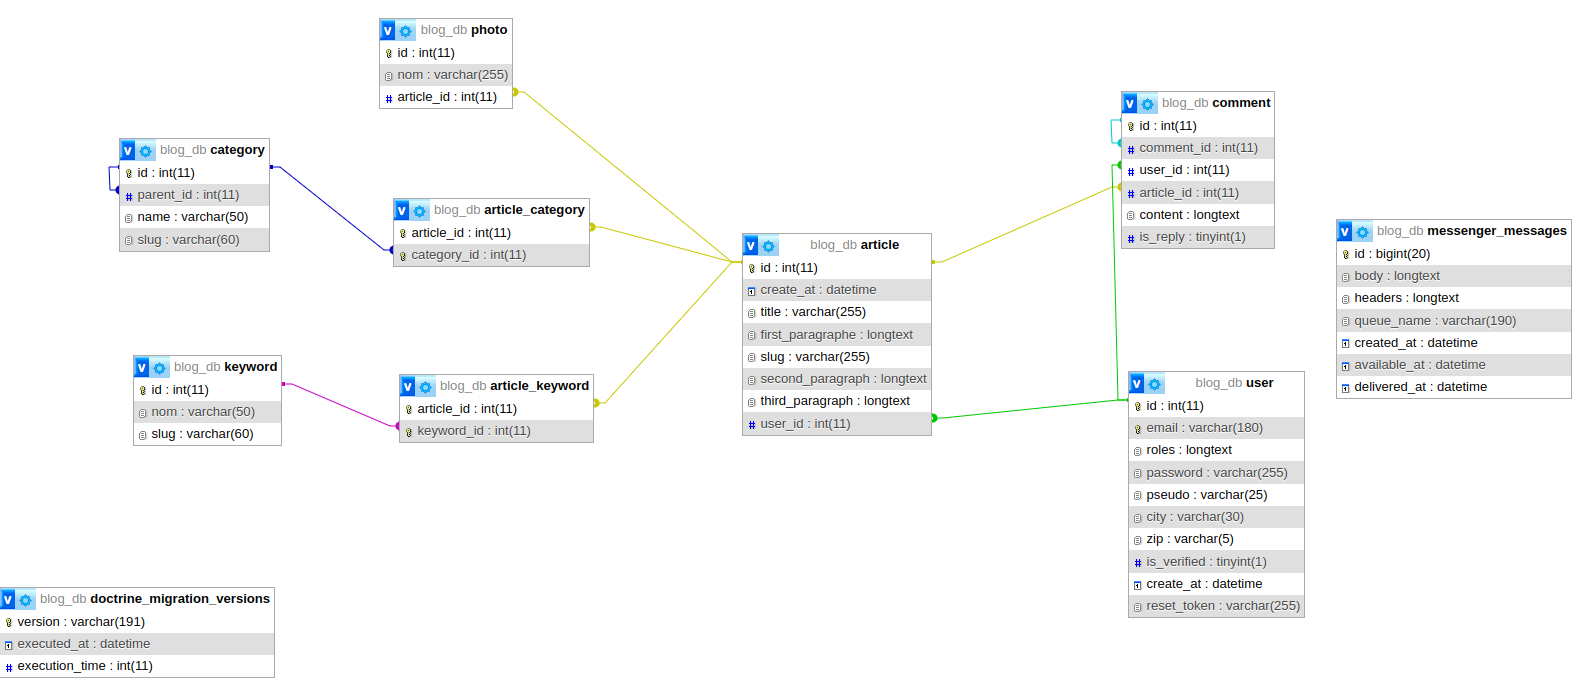 blog_db photo
id : int(11)
nom : varchar(255)
article_id : int(11)
blog_db category
id : int(11)
parent_id : int(11)
name : varchar(50)
slug : varchar(60)
blog_db article_category
article_id : int(11)
category_id : int(11)
blog_db keyword
id : int(11)
nom : varchar(50)
slug : varchar(60)
blog_db article_keyword
article_id : int(11)
keyword_id : int(11)
blog_db article
id : int(11)
create_at : datetime
title : varchar(255)
first_paragraphe : longtext
slug : varchar(255)
second_paragraph : longtext
third_paragraph : longtext
user_id : int(11)
blog_db comment
id : int(11)
comment_id : int(11)
user_id : int(11)
article_id : int(11)
content : longtext
is_reply : tinyint(1)
blog_db user
id : int(11)
email : varchar(180)
roles : longtext
password : varchar(255)
pseudo : varchar(25)
city : varchar(30)
zip : varchar(5)
is_verified : tinyint(1)
create_at : datetime
reset_token : varchar(255)
blog_db messenger_messages
id : bigint(20)
body : longtext
headers : longtext
queue_name : varchar(190)
created_at : datetime
available_at : datetime
delivered_at : datetime
blog_db doctrine_migration_versions
version : varchar(191)
executed_at : datetime
execution_time : int(11)